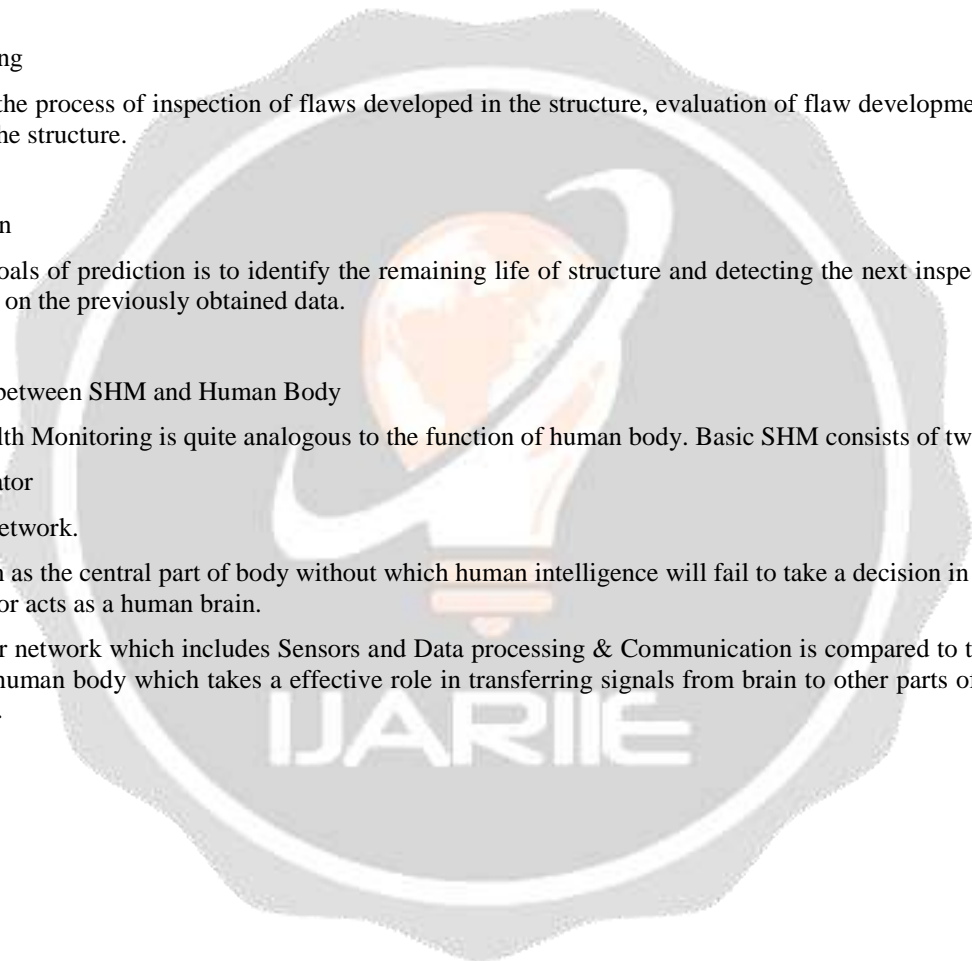 ng
the process of inspection of flaws developed in the structure, evaluation of flaw developme
he structure.
n
oals of prediction is to identify the remaining life of structure and detecting the next inspec
on the previously obtained data.
between SHM and Human Body
lth Monitoring is quite analogous to the function of human body. Basic SHM consists of tw
ator
etwork.
n as the central part of body without which human intelligence will fail to take a decision in
or acts as a human brain.
r network which includes Sensors and Data processing & Communication is compared to t
human body which takes a effective role in transferring signals from brain to other parts of
.
IJARIIE